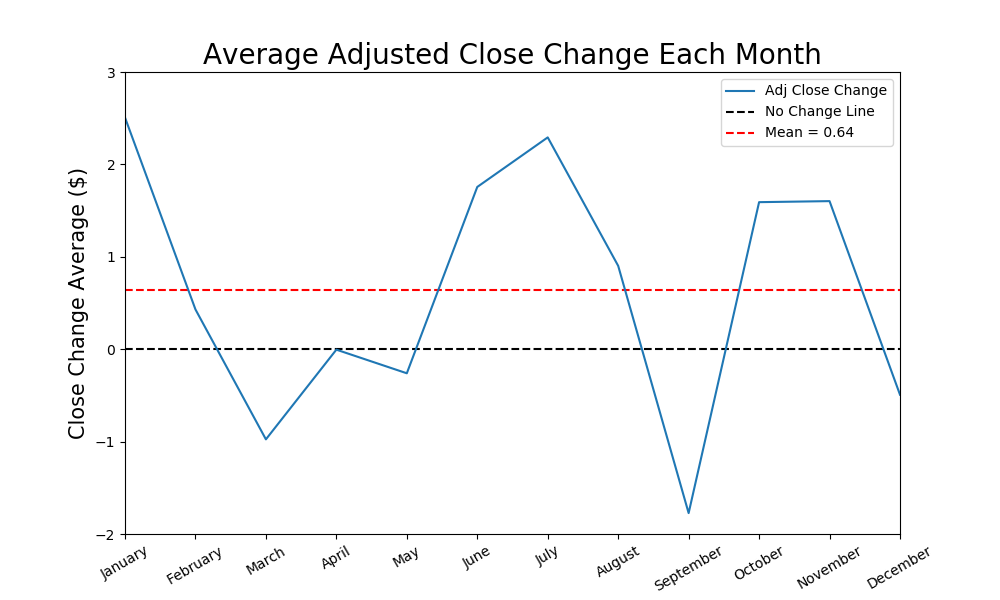 Average Adjusted Close Change Each Month
Close Change Average ($)
3
2
1
0
−1
−2
Adj Close Change
No Change Line
Mean = 0.64
January
February
March
April
May
June
July
August
September
October
November
December